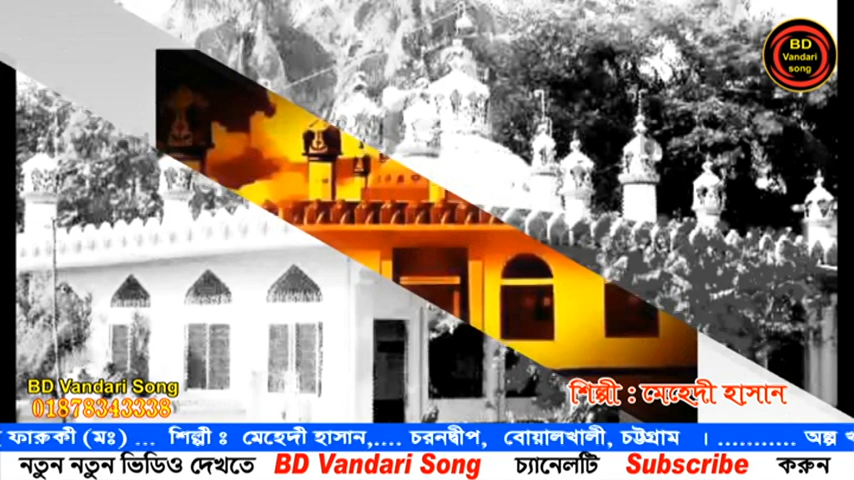 BD
Vandari
song
BD Vandari Song
01878343338
শিল্পী : মেহেদী হাসান
ফারুকী (মঃ) ... শিল্পী ঃ মেহেদী হাসান,.... চরনদ্বীপ, বোয়ালখালী, চট্টগ্রাম । ........... অল্প
নতুন নতুন ভিডিও দেখতে BD Vandari Song চ্যানেলটি Subscribe করুন